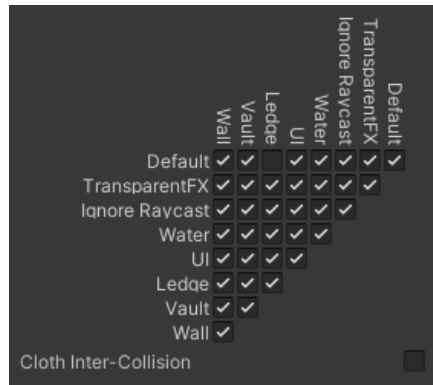 Wall
Vault
Ledge
UI
Water
Ignore Raycast
TransparentFX
Default
Default
TransparentFX
Ignore Raycast
Water
UI
Ledge
Vault
Wall
Cloth Inter-Collision